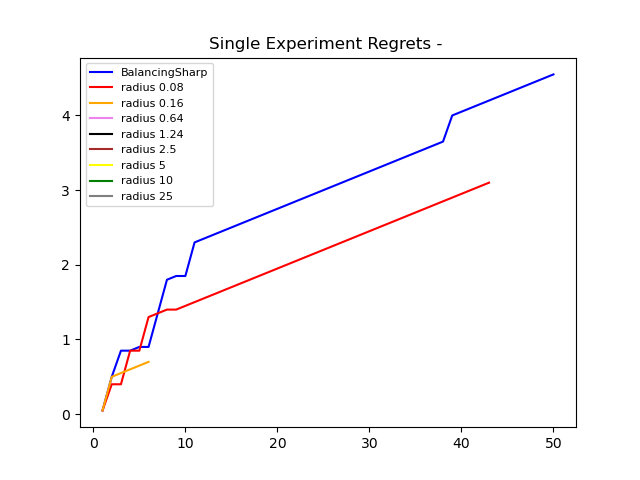 Single Experiment Regrets -
BalancingSharp
radius 0.08
radius 0.16
radius 0.64
radius 1.24
radius 2.5
radius 5
radius 10
radius 25
4
3
2
1
0
0 10 20 30 40 50